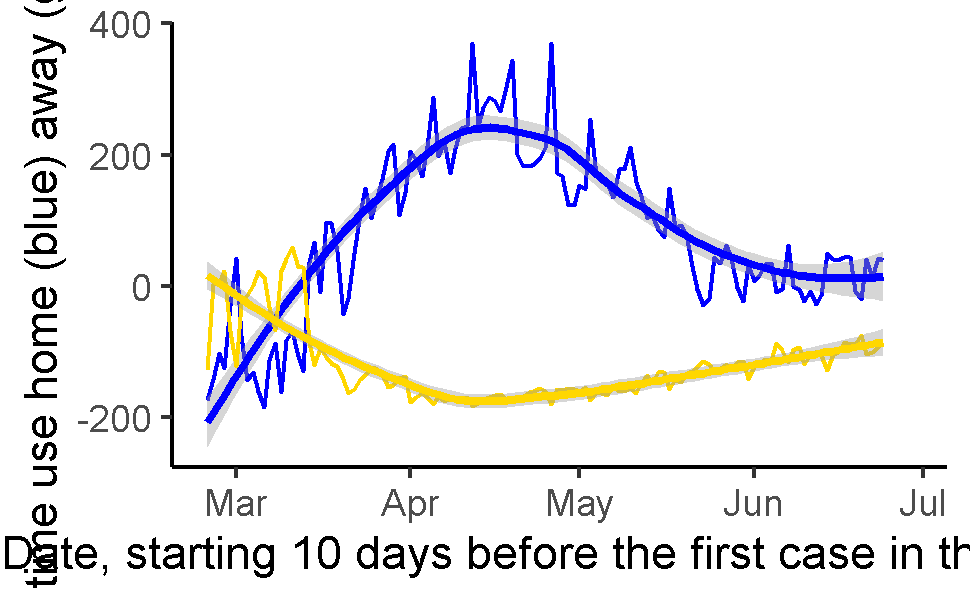 time use home (blue) away (
400
200
0
-200
Mar Apr May Jun Jul
Date, starting 10 days before the first case in th